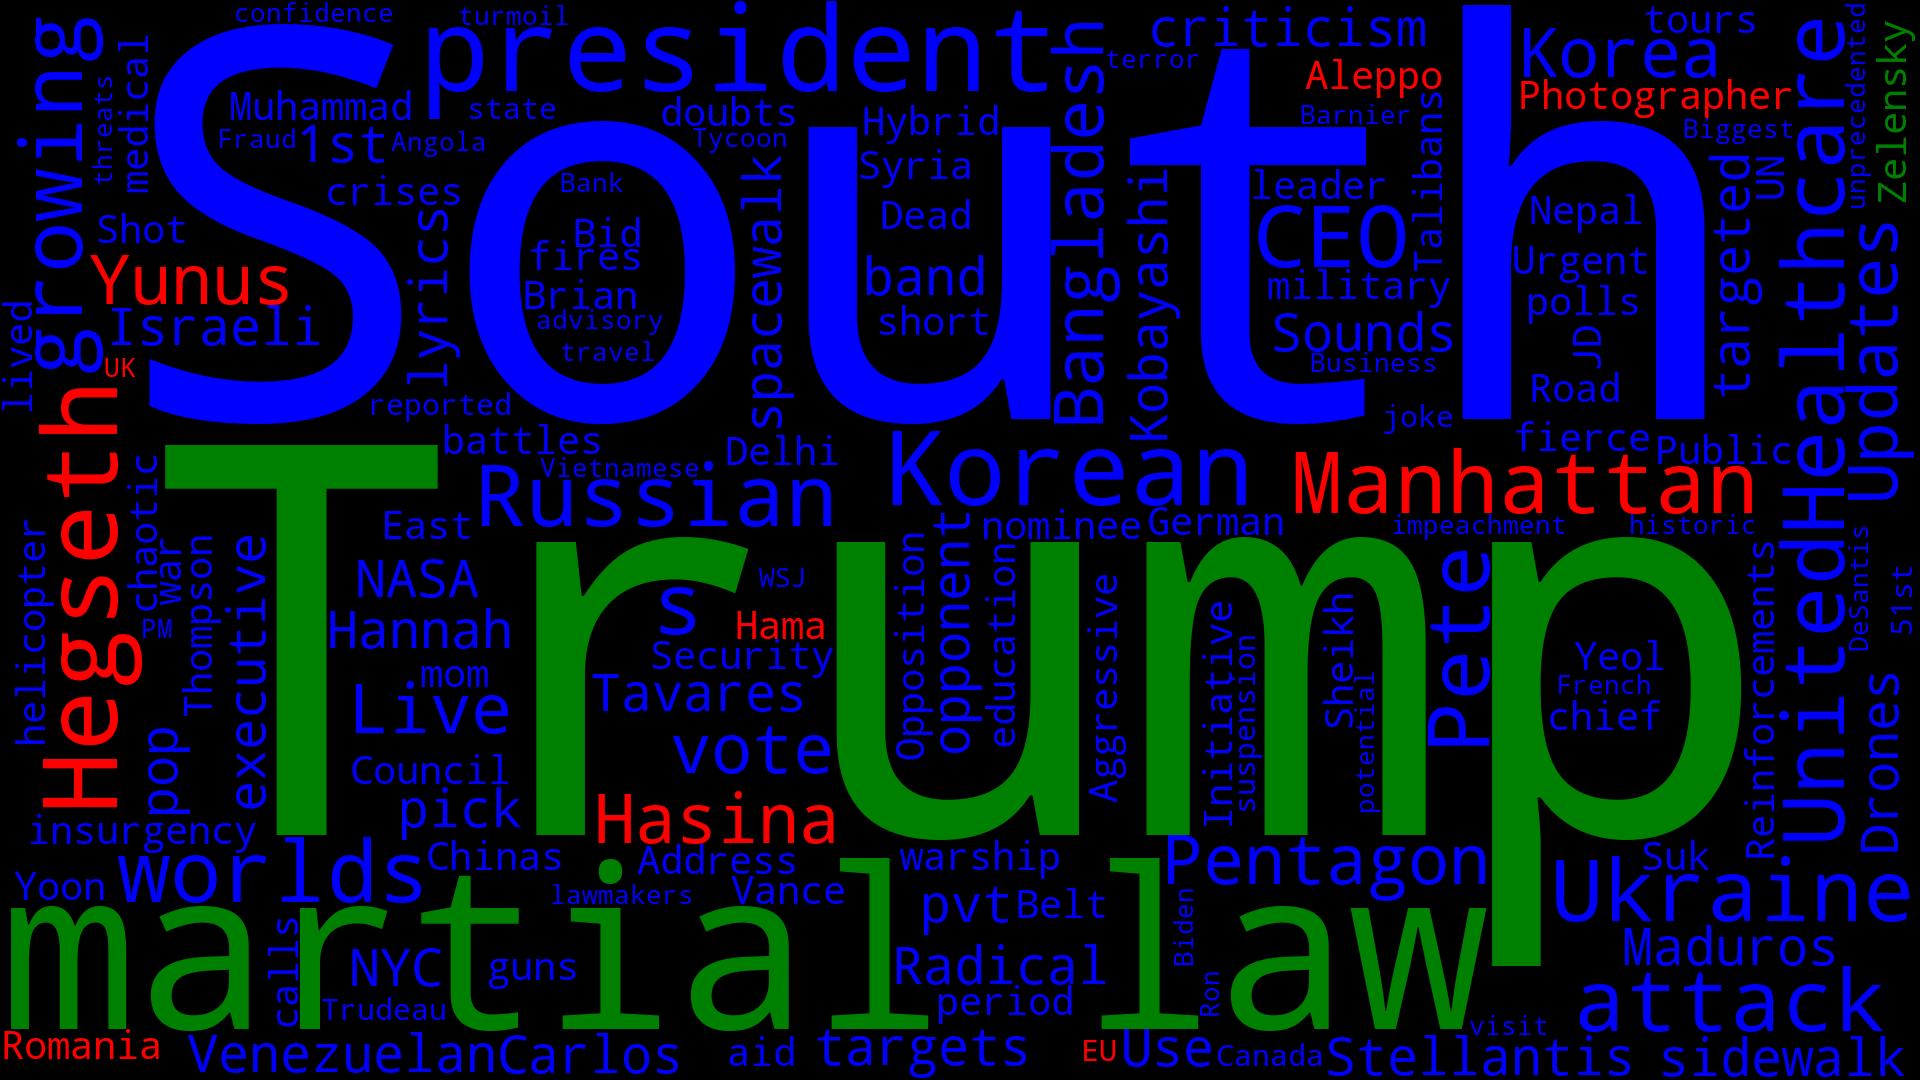 confidence
turmoil
president
criticism
tours
Korea
unprecedented
Zelensky
growing
threats
medical
South
Muhammad
state
doubts
Hybrid
Bangladesh
terror
Aleppo
Photographer
Barnier
Biggest
Fraud
1st
Angola
Tycoon
Syria
Talibans
UN
UnitedHealthcare
crises
Bank
spacewalk
Dead
Kobayashi
leader
Nepal
targeted
Shot
lyrics
Bid
fires
CEO
Urgent
Updates
Yunus
Brian
band
military
polls
Israeli
advisory
short
Sounds
JD
lived
UK
travel
Business
Road
reported
joke
Hegseth
battles
Delhi
Korean
fierce
Public
Russian
Vietnamese
Manhattan
Trump
East
nominee
German
impeachment
historic
helicopter
chaotic
war
PM
Thompson
executive
NASA
s
WSJ
Opposition
opponent
education
Aggressive
Initiative
suspension
Sheikh
potential
Pete
Reinforcements
DeSantis
51st
Hannah
Hama
Security
Yeol
mom
French
Live
Tavares
chief
Drones
pop
vote
Council
pick
Hasina
insurgency
worlds
Chinas
Address
warship
Pentagon
Suk
Yoon
lawmakers
Vance
pvt
Belt
Ukraine
martial law
calls
NYC
guns
Radical
Biden
Maduros
Trudeau
period
Ron
attack
Romania
Venezuelan
Carlos
aid
targets
EU
Use
Canada
visit
Stellantis
sidewalk